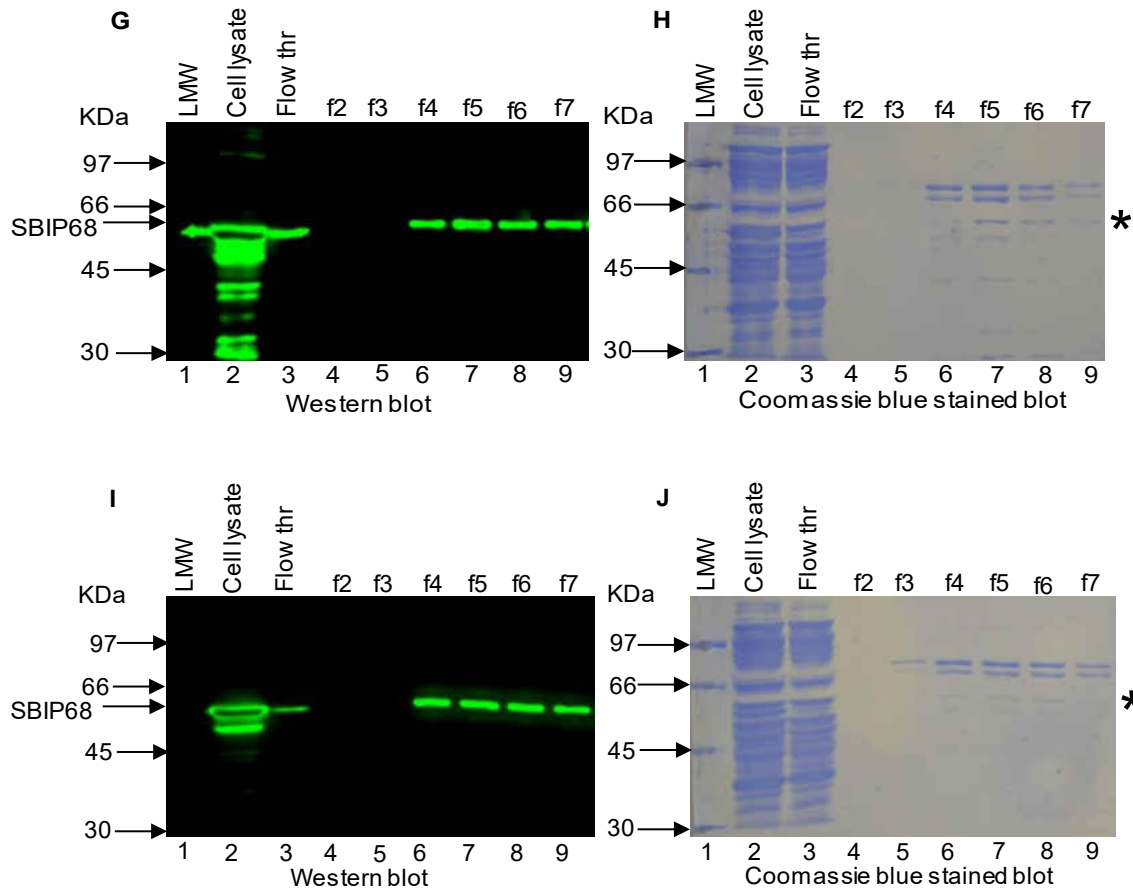 G
LMW
Cell lysate
Flow thr
f2 f3 f4 f5 f6 f7
KDa
97
66
SBIP68
45
30
1 2 3 4 5 6 7 8 9
Western blot
H
LMW
Cell lysate
Flow thr
f2 f3 f4 f5 f6 f7
KDa
97
66
*
45
30
1 2 3 4 5 6 7 8 9
Coomassie blue stained blot
I
LMW
Cell lysate
Flow thr
f2 f3 f4 f5 f6 f7
KDa
97
66
SBIP68
45
30
1 2 3 4 5 6 7 8 9
Western blot
J
LMW
Cell lysate
Flow thr
f2 f3 f4 f5 f6 f7
KDa
97
66
*
45
30
1 2 3 4 5 6 7 8 9
Coomassie blue stained blot